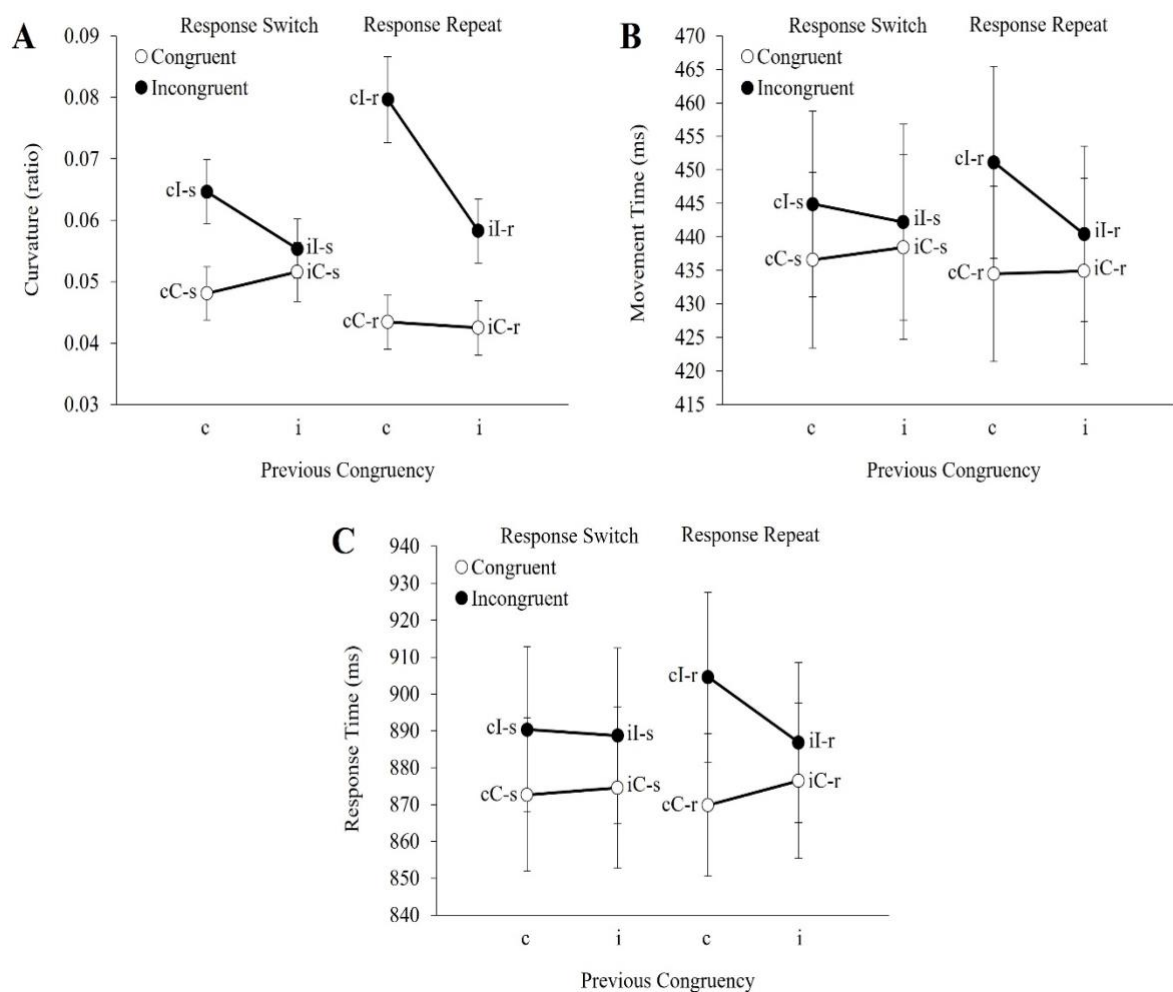 A
Response Switch Response Repeat
Congruent
Incongruent
0.09
0.08
0.07
0.06
0.05
0.04
0.03
Curvature (ratio)
cI-s
iI-s
cC-s
iC-s
cI-r
iI-r
cC-r
iC-r
c i c i
Previous Congruency
B
Response Switch Response Repeat
Congruent
Incongruent
470
465
460
455
450
445
440
435
430
425
420
415
Movement Time (ms)
cI-s
iI-s
cC-s
iC-s
cI-r
iI-r
cC-r
iC-r
c i c i
Previous Congruency
C
Response Switch Response Repeat
Congruent
Incongruent
940
930
920
910
900
890
880
870
860
850
840
Response Time (ms)
cI-s
iI-s
cC-s
iC-s
cI-r
iI-r
cC-r
iC-r
c i c i
Previous Congruency